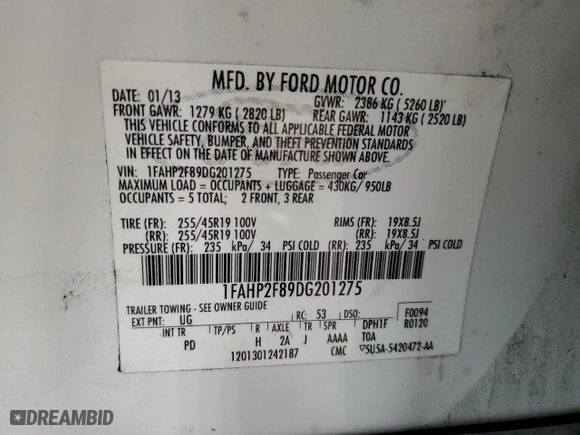 MFD. BY FORD MOTOR CO.
DATE: 01/13 GVWR: 2386 KG ( 5260 LB)
FRONT GAWR: 1279 KG ( 2820 LB) REAR GAWR: 1143 KG ( 2520 LB)
THIS VEHICLE CONFORMS TO ALL APPLICABLE FEDERAL MOTOR
VEHICLE SAFETY, BUMPER, AND THEFT PREVENTION STANDARDS
IN EFFECT ON THE DATE OF MANUFACTURE SHOWN ABOVE.
VIN: 1FAHP2F89DG201275 TYPE: Passenger Car
MAXIMUM LOAD = OCCUPANTS + LUGGAGE = 430KG/ 950LB
OCCUPANTS = 5 TOTAL; 2 FRONT, 3 REAR
TIRE (FR): 255/45R19 100V RIMS (FR): 19X8.5J
(RR): 255/45R19 100V (RR): 19X8.5J
PRESSURE (FR): 235 kPa/ 34 PSI COLD (RR): 235 kPa/ 34 PSI COLD
1FAHP2F89DG201275
TRAILER TOWING - SEE OWNER GUIDE
EXT PNT: UG RC: 53 DSO: F0094
R0120
INT TR TP/PS R AXLE TR SPR DPH1F
PD H 2A J AAAA TOA
1201301242187 CMC 5U5A-5420472-AA
DREAMBID